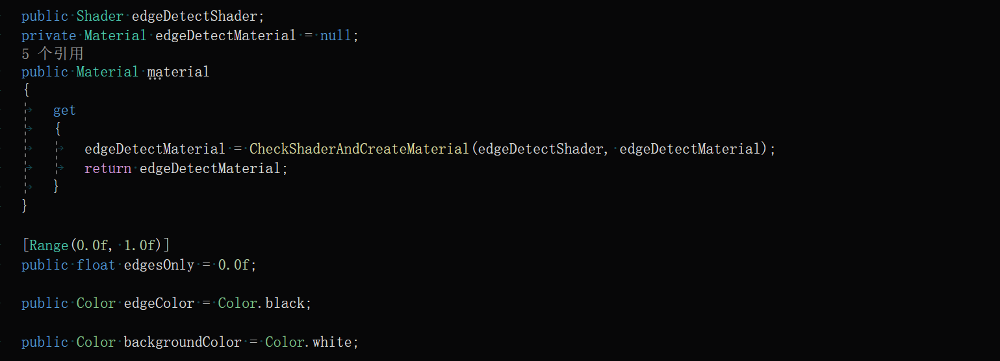 public Shader edgeDetectShader;
private Material edgeDetectMaterial = null;
5 个引用
public Material material
{
get
{
edgeDetectMaterial = CheckShaderAndCreateMaterial(edgeDetectShader, edgeDetectMaterial);
return edgeDetectMaterial;
}
}
[Range(0.0f, 1.0f)]
public float edgesOnly = 0.0f;
public Color edgeColor = Color.black;
public Color backgroundColor = Color.white;